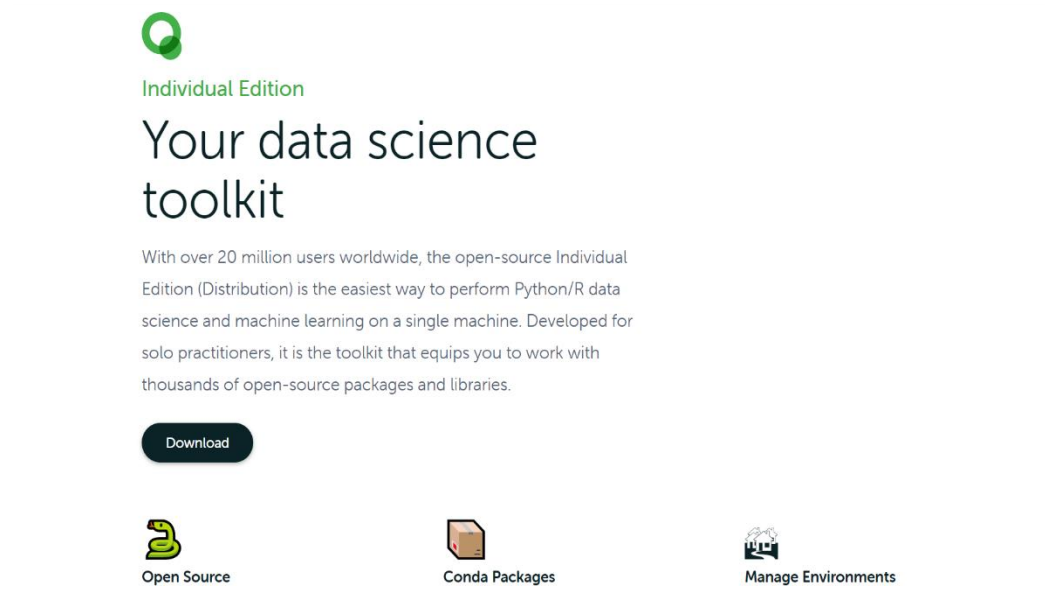 Individual Edition
Your data science
toolkit
With over 20 million users worldwide, the open-source Individual
Edition (Distribution) is the easiest way to perform Python/R data
science and machine learning on a single machine. Developed for
solo practitioners, it is the toolkit that equips you to work with
thousands of open-source packages and libraries.
Download
Open Source
Conda Packages
Manage Environments